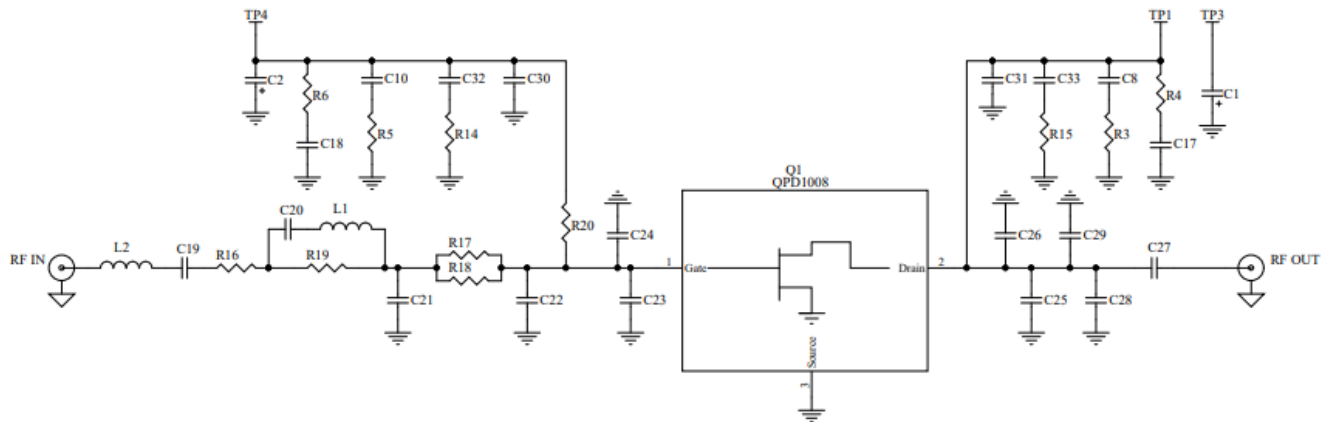 TP4
TP1
TP3
C2
+
R6
C10
C32
C30
C31
C33
C8
R4
C1
+
C18
R5
R14
R15
R3
C17
Q1
QPD1008
C20
L1
R20
C24
C26
C29
C27
RF IN
L2
C19
R16
R19
R17
R18
1
Gate
Drain
2
RF OUT
C21
C22
C23
C25
C28
Source
3